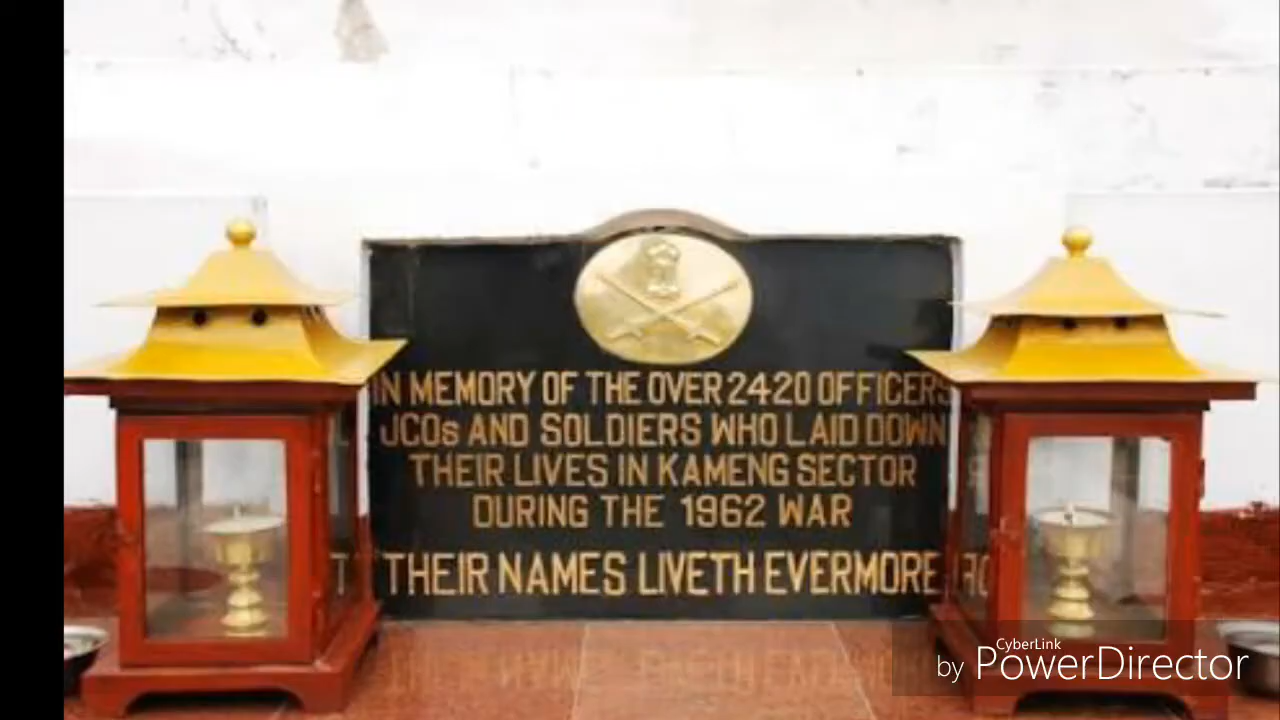 IN MEMORY OF THE OVER 2420 OFFICERS
JCOs AND SOLDIERS WHO LAID DOWN
THEIR LIVES IN KAMENG SECTOR
DURING THE 1962 WAR
THEIR NAMES LIVETH EVERMORE
CyberLink
by PowerDirector